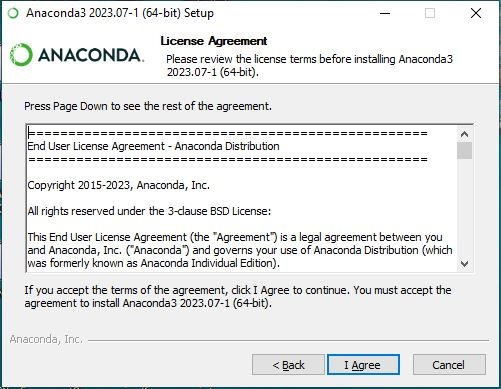 Anaconda3 2023.07-1 (64-bit) Setup
ANACONDA.
License Agreement
Please review the license terms before installing Anaconda3
2023.07-1 (64-bit).
Press Page Down to see the rest of the agreement.
==================================================
End User License Agreement - Anaconda Distribution
==================================================
Copyright 2015-2023, Anaconda, Inc.
All rights reserved under the 3-clause BSD License:
This End User License Agreement (the "Agreement") is a legal agreement between you
and Anaconda, Inc. ("Anaconda") and governs your use of Anaconda Distribution (which
was formerly known as Anaconda Individual Edition).
If you accept the terms of the agreement, click I Agree to continue. You must accept the
agreement to install Anaconda3 2023.07-1 (64-bit).
Anaconda, Inc.
< Back
I Agree
Cancel